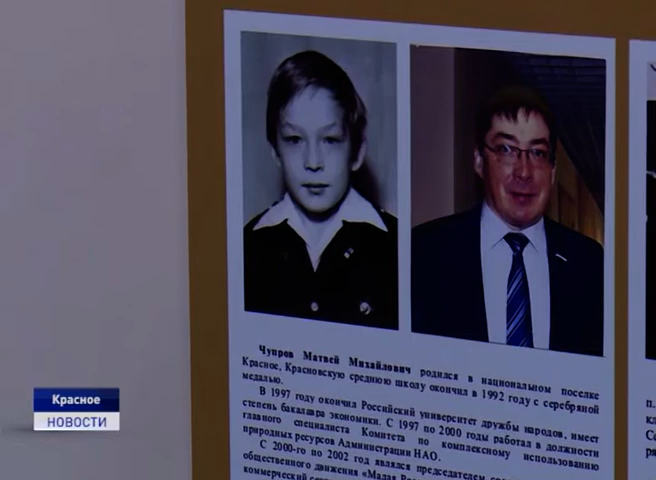 Чупров Матвей Михайлович родился в национальном поселке
Красное, Красновскую среднюю школу окончил в 1992 году с серебряной
медалью.
В 1997 году окончил Российский университет дружбы народов, имеет
степень бакалавра экономики. С 1997 по 2000 годы работал в должности
главного специалиста Комитета по комплексному использованию
природных ресурсов Администрации НАО.
С 2000-го по 2002 год являлся председателем
общественного движения «Малая
коммерческий
п.
Красное
НОВОСТИ